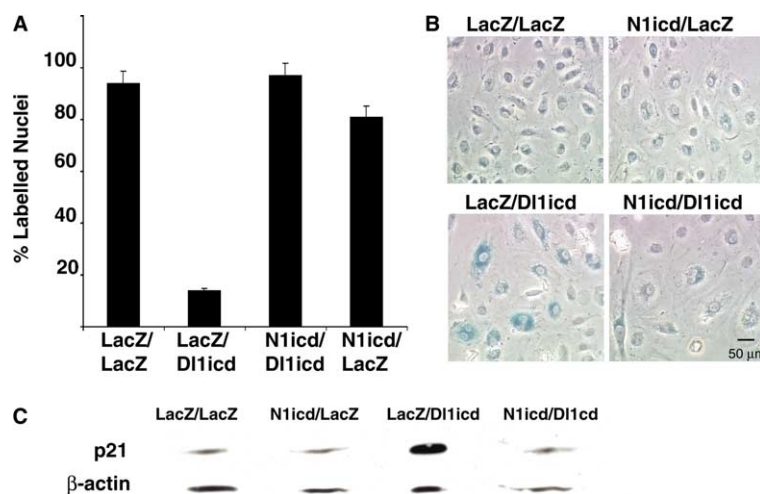 A
% Labelled Nuclei
100
80
60
40
20
LacZ/
LacZ
LacZ/
Dl1icd
N1icd/
Dl1icd
N1icd/
LacZ
B
LacZ/LacZ
N1icd/LacZ
LacZ/Dl1icd
N1icd/Dl1icd
50 µm
C
LacZ/LacZ
N1icd/LacZ
LacZ/Dl1icd
N1icd/Dl1cd
p21
β-actin